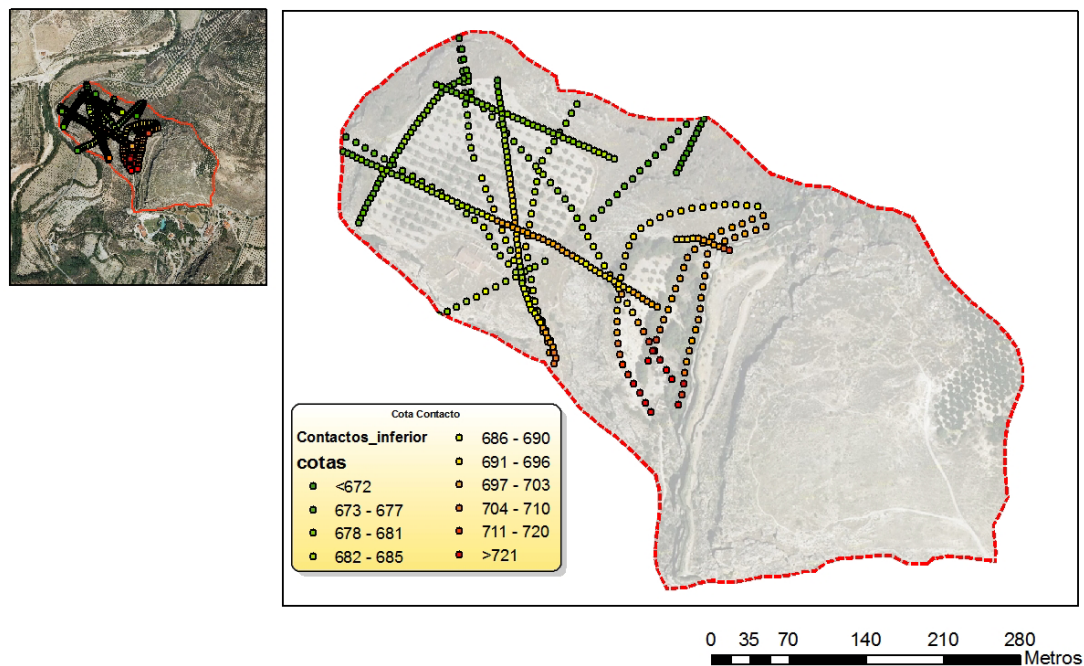 Cota Contacto
Contactos_inferior
cotas
<672
673 - 677
678 - 681
682 - 685
686 - 690
691 - 696
697 - 703
704 - 710
711 - 720
>721
0 35 70 140 210 280
Metros